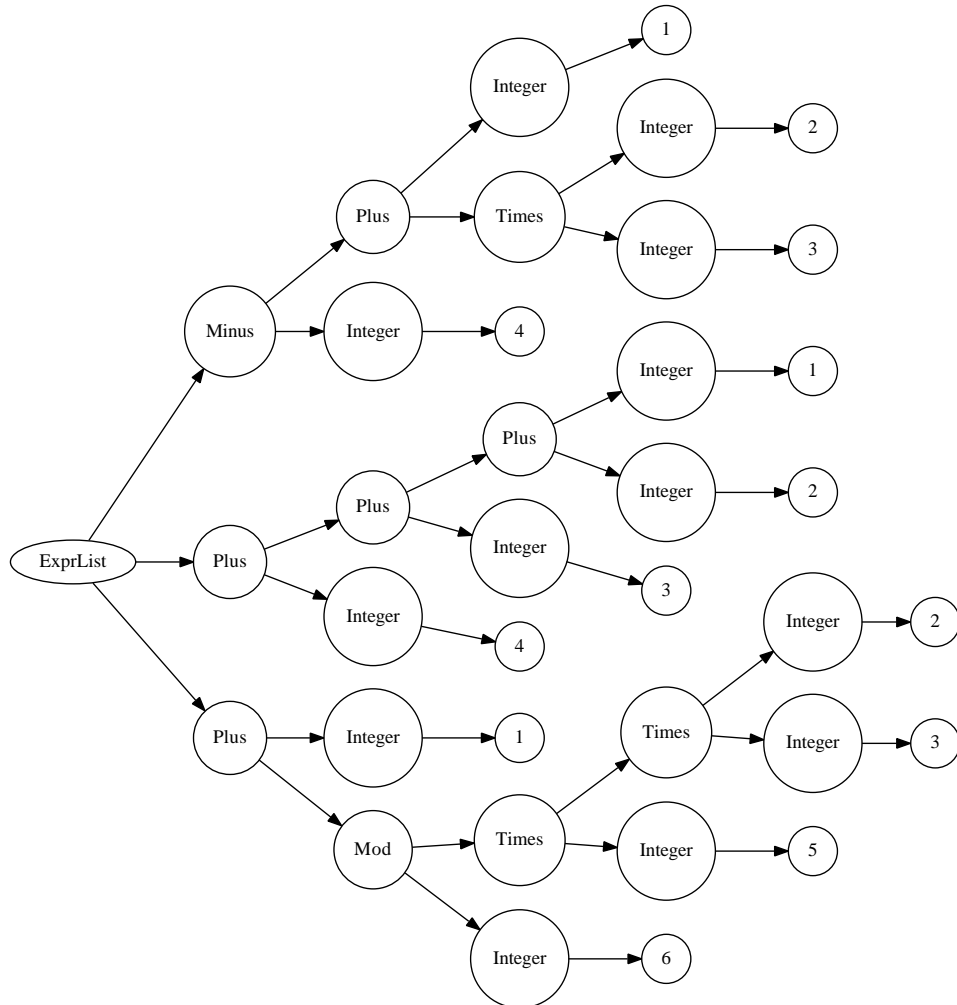 1
Integer
Integer
2
Plus
Times
Integer
3
Minus
Integer
4
Integer
1
Plus
Integer
2
Plus
Integer
3
ExprList
Plus
Integer
4
Integer
2
Times
Integer
3
Plus
Integer
1
Mod
Times
Integer
5
Integer
6